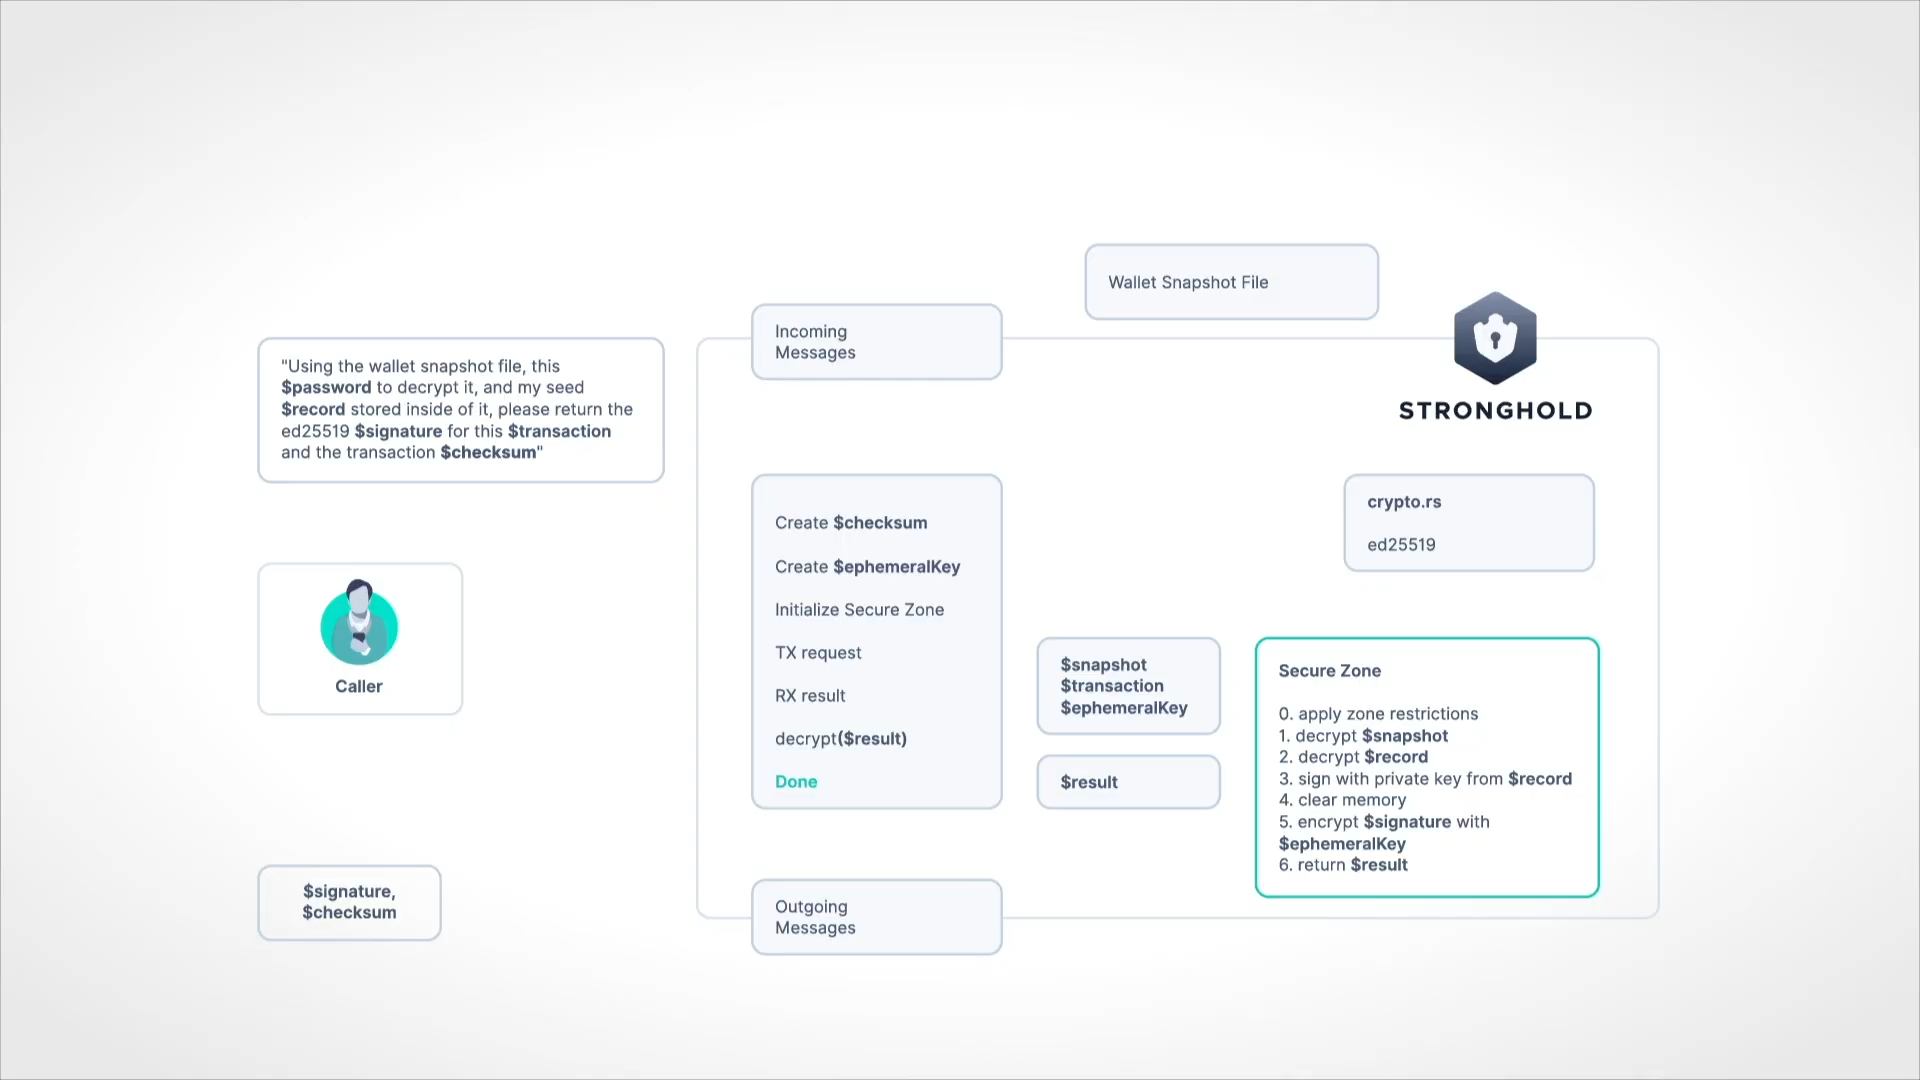 Wallet Snapshot File
Incoming
Messages
"Using the wallet snapshot file, this
$password to decrypt it, and my seed
$record stored inside of it, please return the
ed25519 $signature for this $transaction
and the transaction $checksum"
STRONGHOLD
Create $checksum
Create $ephemeralKey
Initialize Secure Zone
TX request
RX result
decrypt($result)
Done
crypto.rs
ed25519
Caller
$snapshot
$transaction
$ephemeralKey
$result
Secure Zone
0. apply zone restrictions
1. decrypt $snapshot
2. decrypt $record
3. sign with private key from $record
4. clear memory
5. encrypt $signature with
$ephemeralKey
6. return $result
$signature,
$checksum
Outgoing
Messages